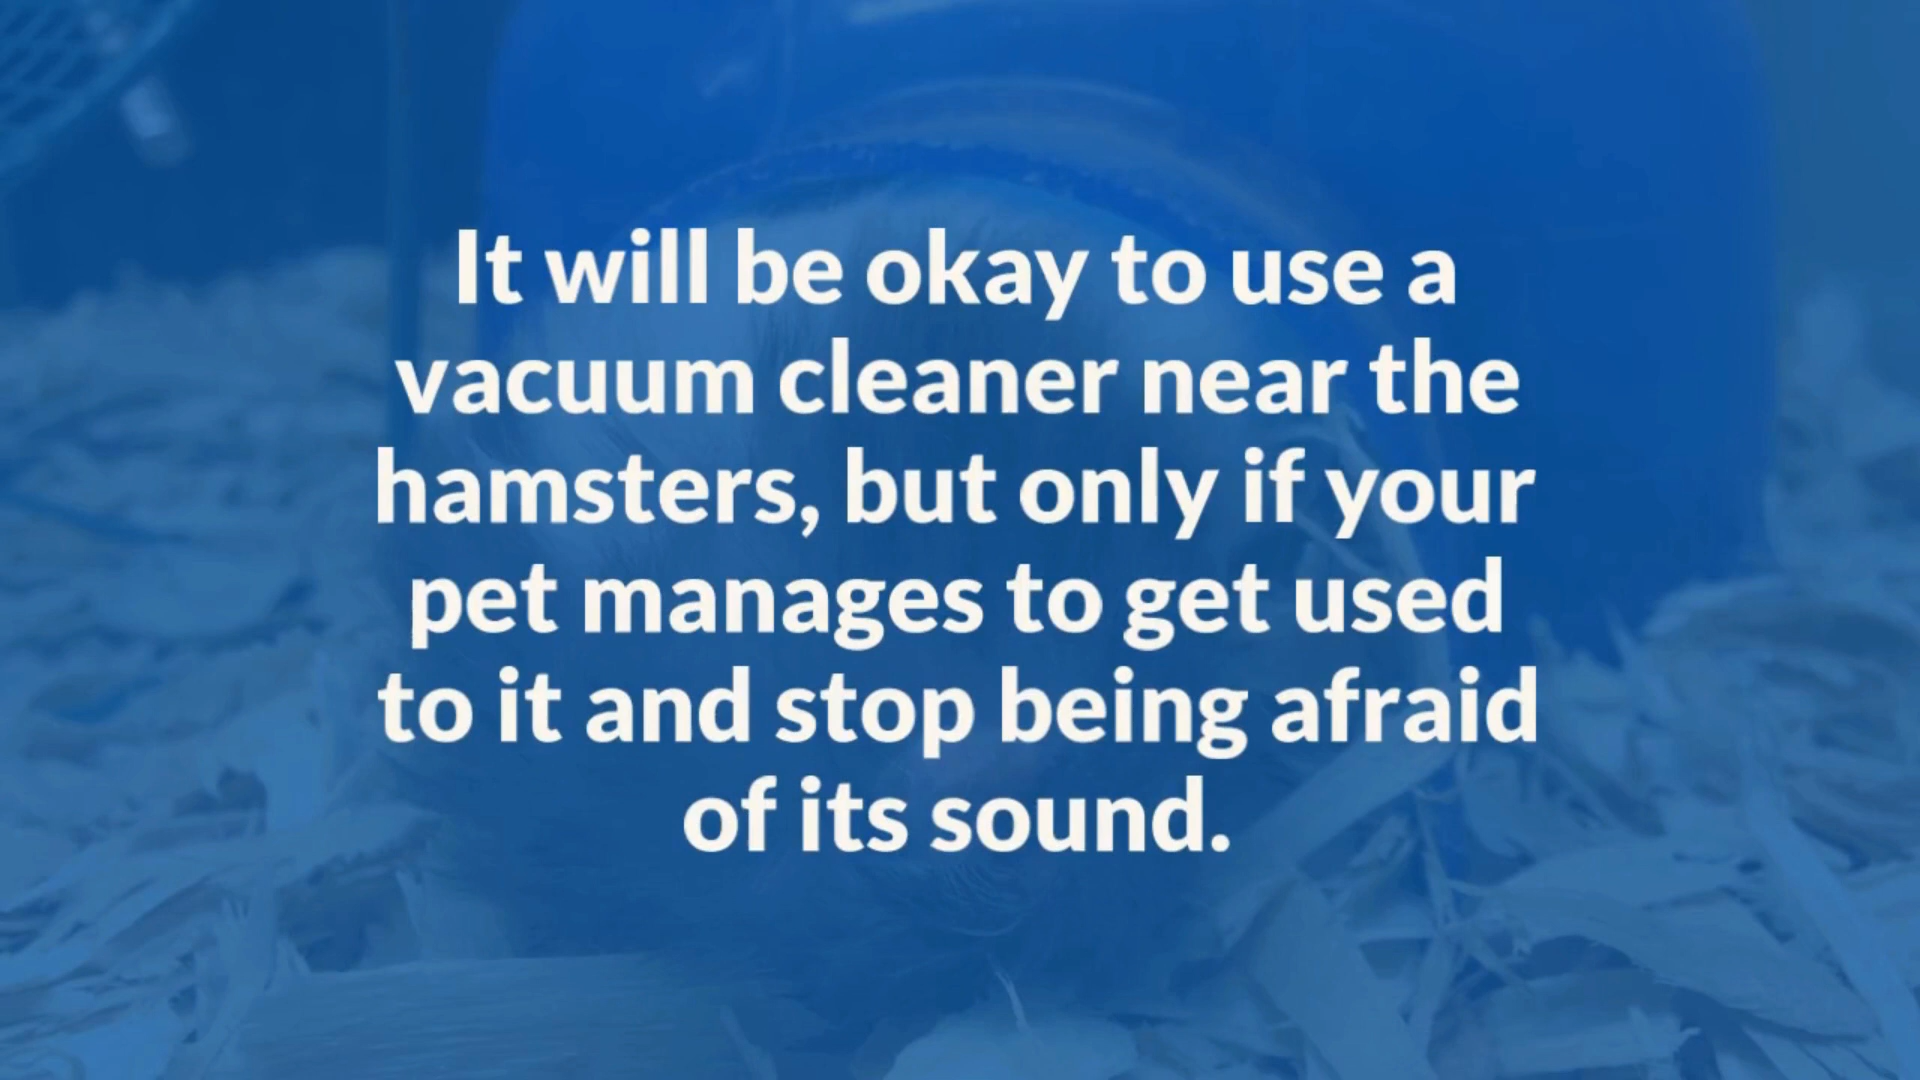 It will be okay to use a
vacuum cleaner near the
hamsters, but only if your
pet manages to get used
to it and stop being afraid
of its sound.